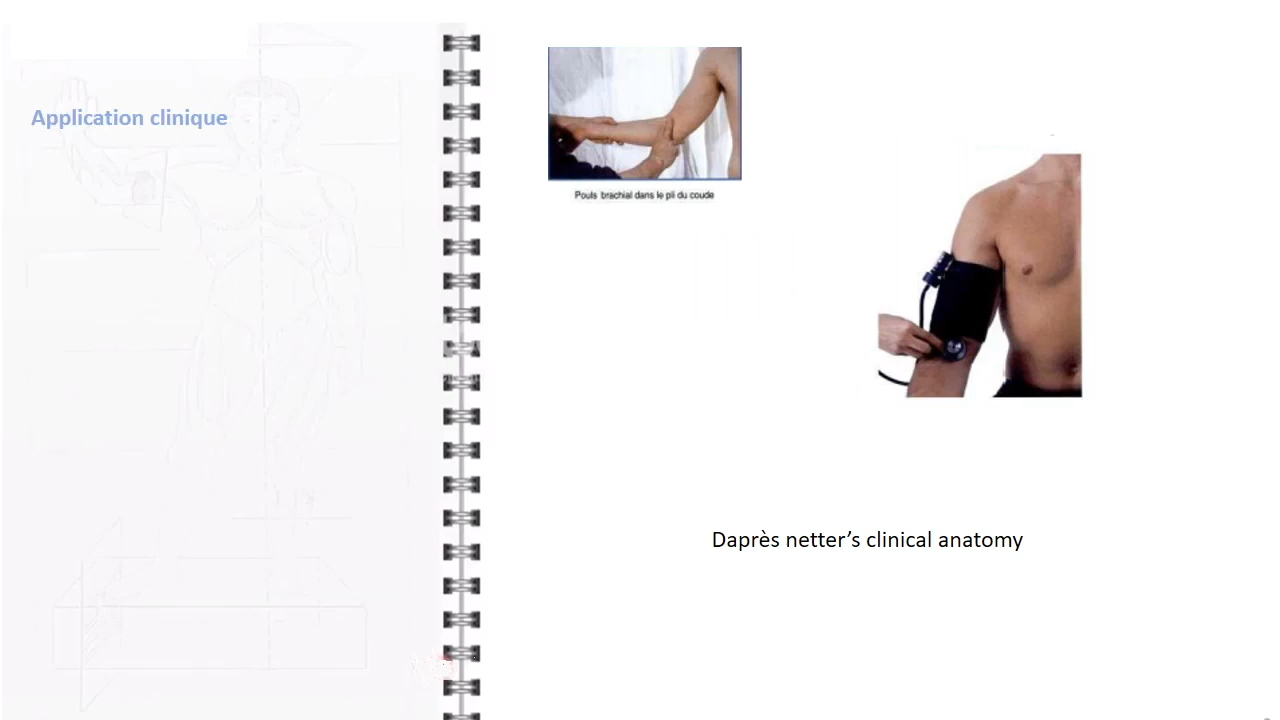 Application clinique
Pouls brachial dans le pli du coude
Daprès netter’s clinical anatomy